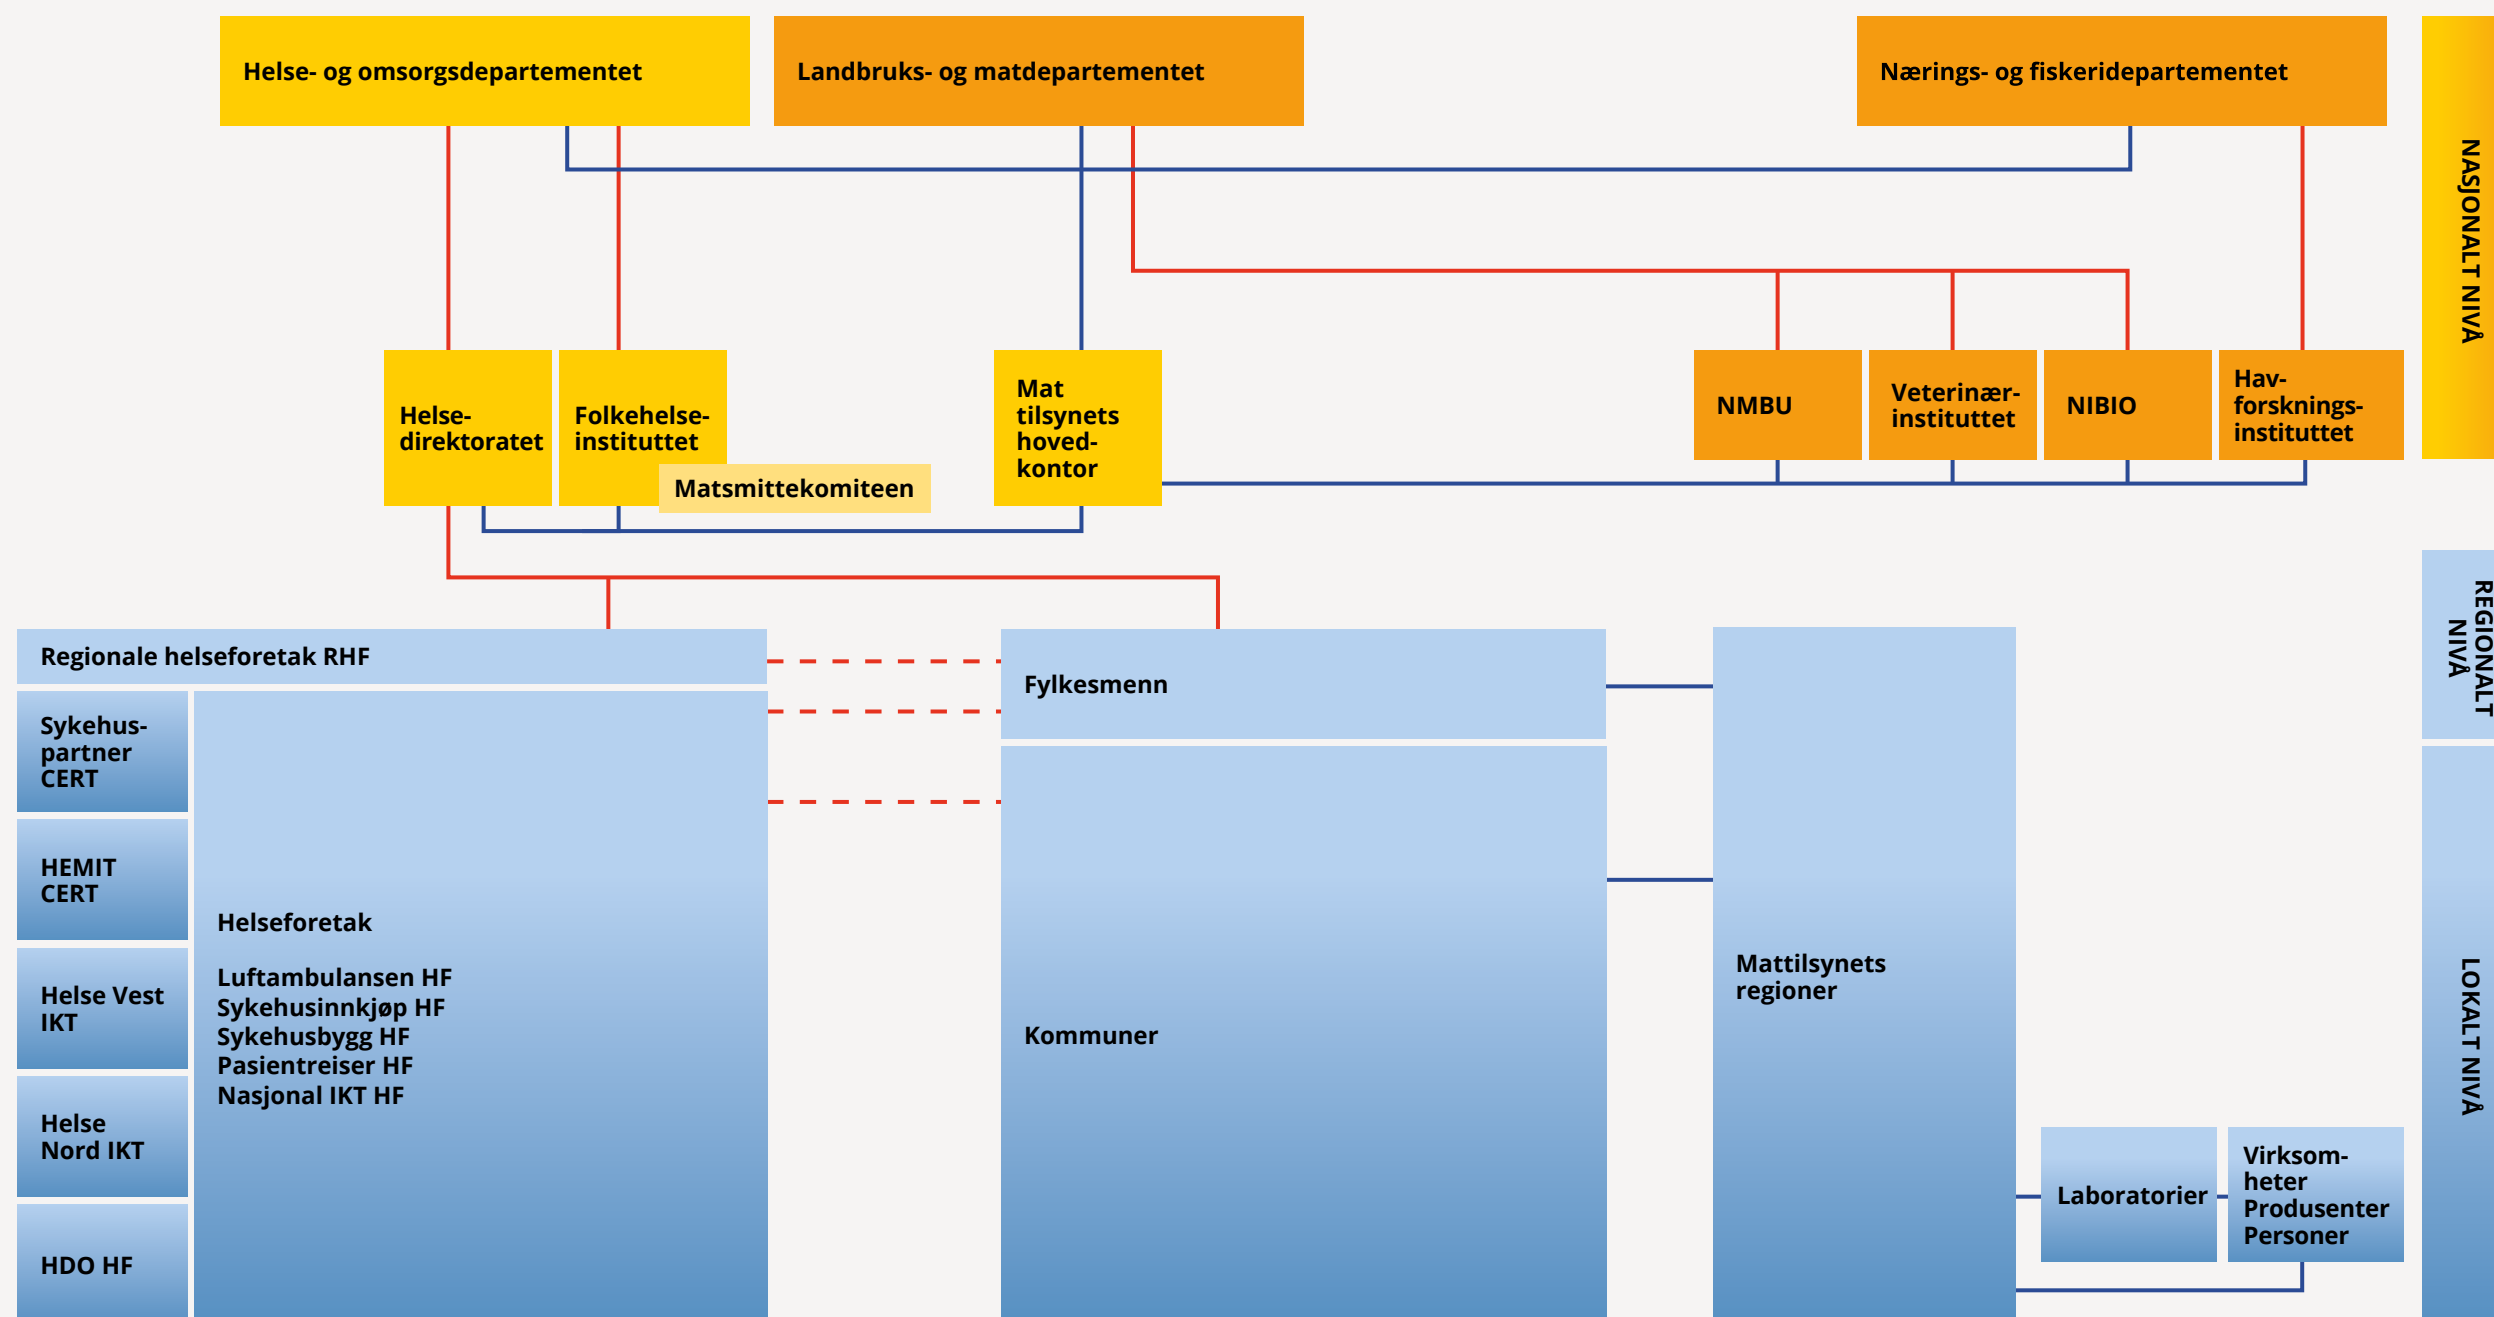 Helse- og omsorgsdepartementet
Landbruks- og matdepartementet
Nærings- og fiskeridepartementet
NASJONALT NIVÅ
Helse-
direktoratet
Folkehelse-
instituttet
Matsmittekomiteen
Mat
tilsynets
hoved-
kontor
NMBU
Veterinær-
instituttet
NIBIO
Hav-
forsknings-
instituttet
REGIONALT
NIVÅ
Regionale helseforetak RHF
Fylkesmenn
Sykehus-
partner
CERT
HEMIT
CERT
Helse Vest
IKT
Helse
Nord IKT
HDO HF
Helseforetak
Luftambulansen HF
Sykehusinnkjøp HF
Sykehusbygg HF
Pasientreiser HF
Nasjonal IKT HF
Kommuner
Mattilsynets
regioner
Laboratorier
Virksom-
heter
Produsenter
Personer
LOKALT NIVÅ